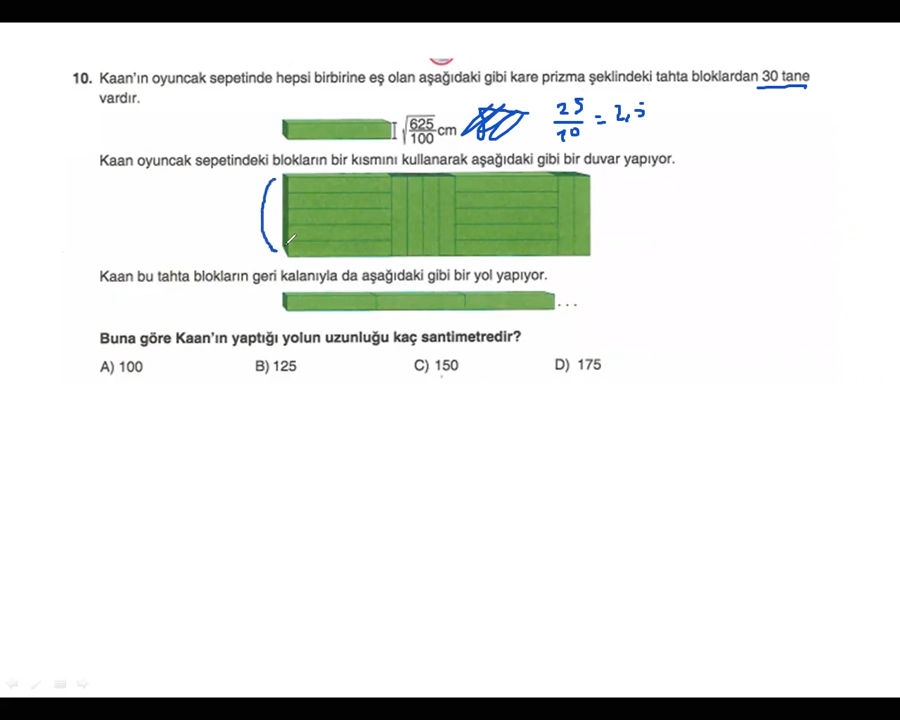 10. Kaan'ın oyuncak sepetinde hepsi birbirine eş olan aşağıdaki gibi kare prizma şeklindeki tahta bloklardan 30 tane
vardır.
√625/100 cm
25/10 = 2,5
Kaan oyuncak sepetindeki blokların bir kısmını kullanarak aşağıdaki gibi bir duvar yapıyor.
Kaan bu tahta blokların geri kalanıyla da aşağıdaki gibi bir yol yapıyor.
...
Buna göre Kaan'ın yaptığı yolun uzunluğu kaç santimetredir?
A) 100 B) 125 C) 150 D) 175